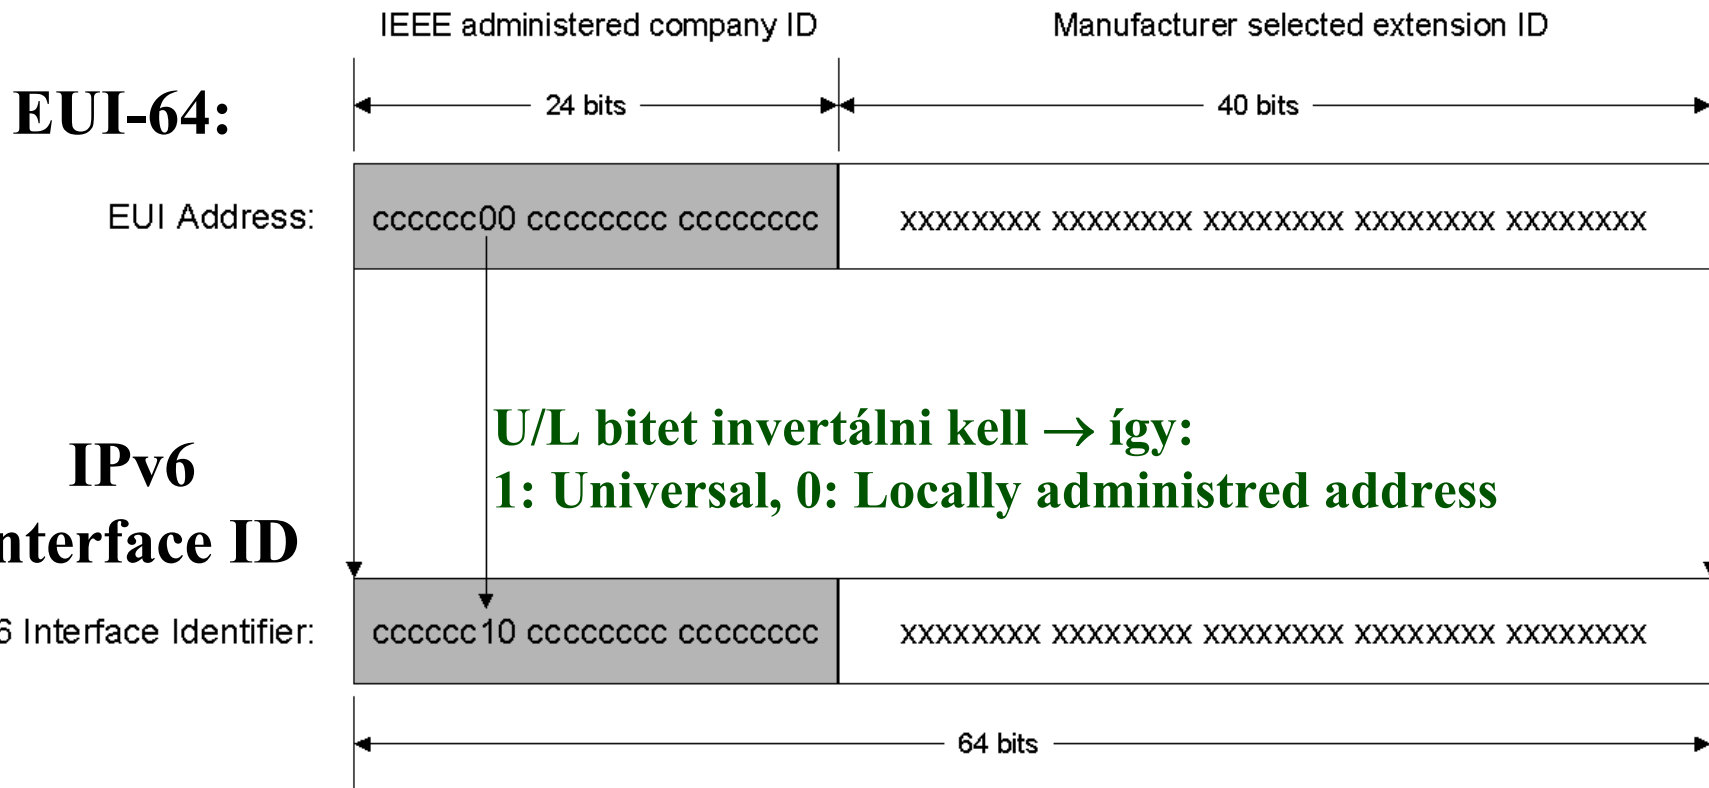 IEEE administered company ID
Manufacturer selected extension ID
EUI-64:
24 bits
40 bits
EUI Address:
cccccc00 cccccccc cccccccc
xxxxxxxx xxxxxxxx xxxxxxxx xxxxxxxx xxxxxxxx
U/L bitet invertálni kell → így:
1: Universal, 0: Locally administred address
IPv6
nterface ID
6 Interface Identifier:
cccccc10 cccccccc cccccccc
xxxxxxxx xxxxxxxx xxxxxxxx xxxxxxxx xxxxxxxx
64 bits